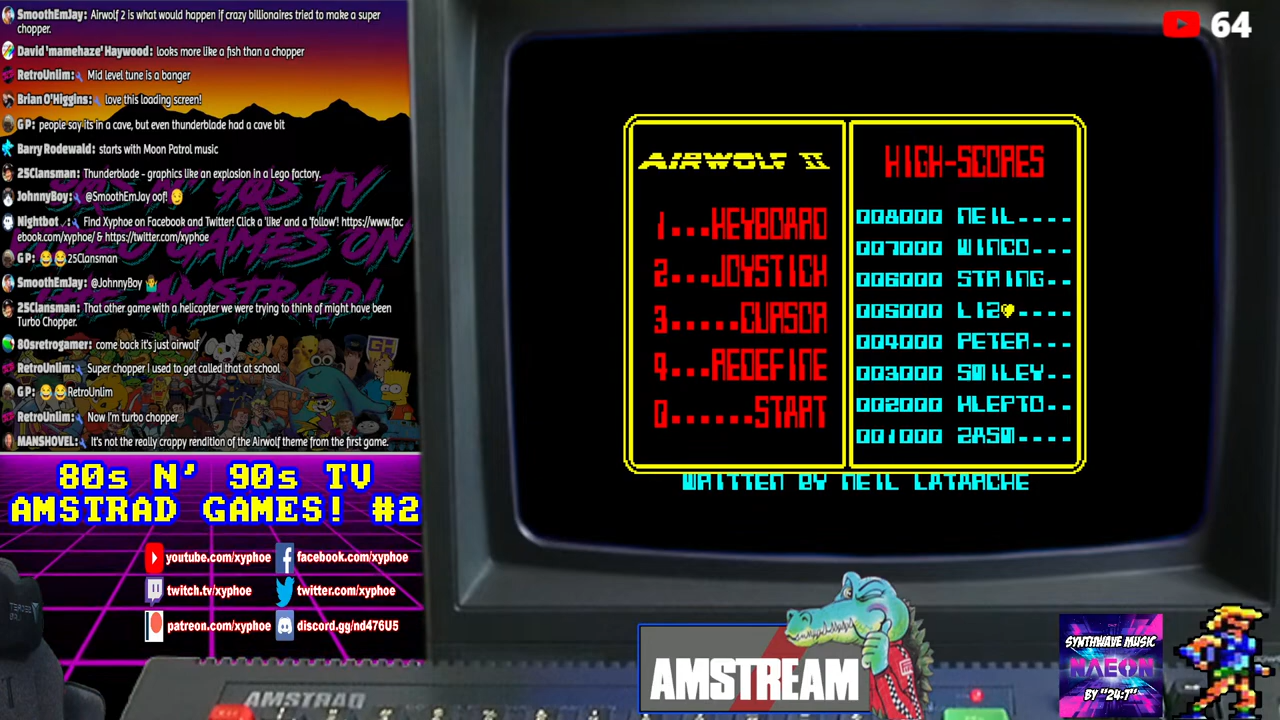 SmoothEmJay: Airwolf 2 is what would happen if crazy billionaires tried to make a super
chopper.
David 'mamehaze' Haywood: looks more like a fish than a chopper
RetroUnlim: Mid level tune is a banger
Brian O'Higgins: love this loading screen!
GP: people say its in a cave, but even thunderblade had a cave bit
Barry Rodewald: starts with Moon Patrol music
25Clansman: Thunderblade - graphics like an explosion in a Lego factory.
JohnnyBoy: @SmoothEmJay oof!
Nightbot: Find Xyphoe on Facebook and Twitter! Click a 'like' and a 'follow'! https://www.fac
ebook.com/xyphoe/ & https://twitter.com/xyphoe
GP: 25Clansman
SmoothEmJay: @JohnnyBoy
25Clansman: That other game with a helicopter we were trying to think of might have been
Turbo Chopper.
80sretrogamer: come back it's just airwolf
RetroUnlim: Super chopper I used to get called that at school
GP: RetroUnlim
RetroUnlim: Now I'm turbo chopper
MANSHOVEL: It's not the really crappy rendition of the Airwolf theme from the first game.
80s N' 90s TV
AMSTRAD GAMES! #2
youtube.com/xyphoe
facebook.com/xyphoe
twitch.tv/xyphoe
twitter.com/xyphoe
patreon.com/xyphoe
discord.gg/nd476U5
64
AIRWOLF II
1...KEYBOARD
2...JOYSTICK
3.....CURSOR
4...REDEFINE
0......START
HIGH-SCORES
008000 NEIL....
007000 WINCO...
006000 STRING..
005000 LIZ♥....
004000 PETER...
003000 SMILEY..
002000 KLEPTO..
001000 ZASM....
WRITTEN BY NEIL LATARCHE
AMSTRAD
AMSTREAM
SYNTHWAVE MUSIC
NAEON
BY "24:7"